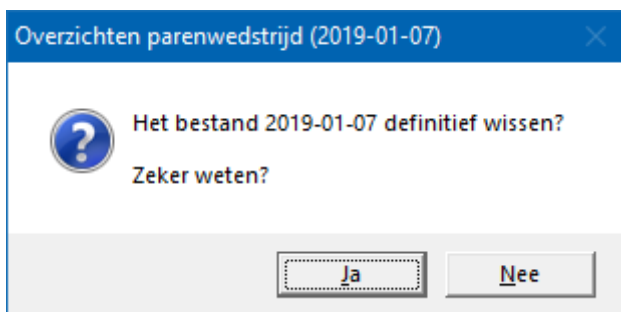 Overzichten parenwedstrijd (2019-01-07)
Het bestand 2019-01-07 definitief wissen?
Zeker weten?
Ja
Nee